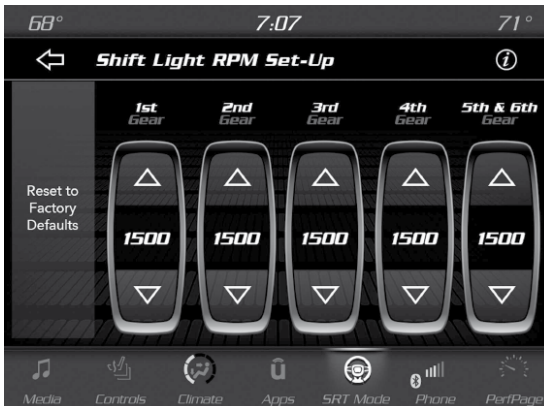 68° 7:07 71°
Shift Light RPM Set-Up i
1st 2nd 3rd 4th 5th & 6th
Gear Gear Gear Gear Gear
Reset to
Factory
Defaults
1500 1500 1500 1500 1500
Media Controls Climate Apps SRT Mode Phone PerfPage